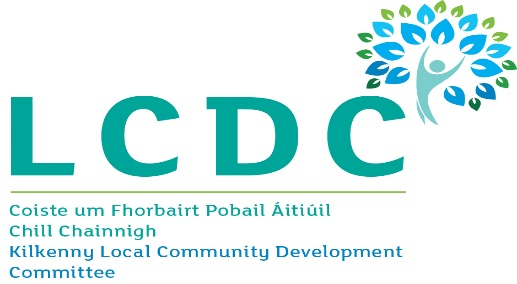 LCDC
Coiste um Fhorbairt Pobail Áitiúil
Chill Chainnigh
Kilkenny Local Community Development
Committee